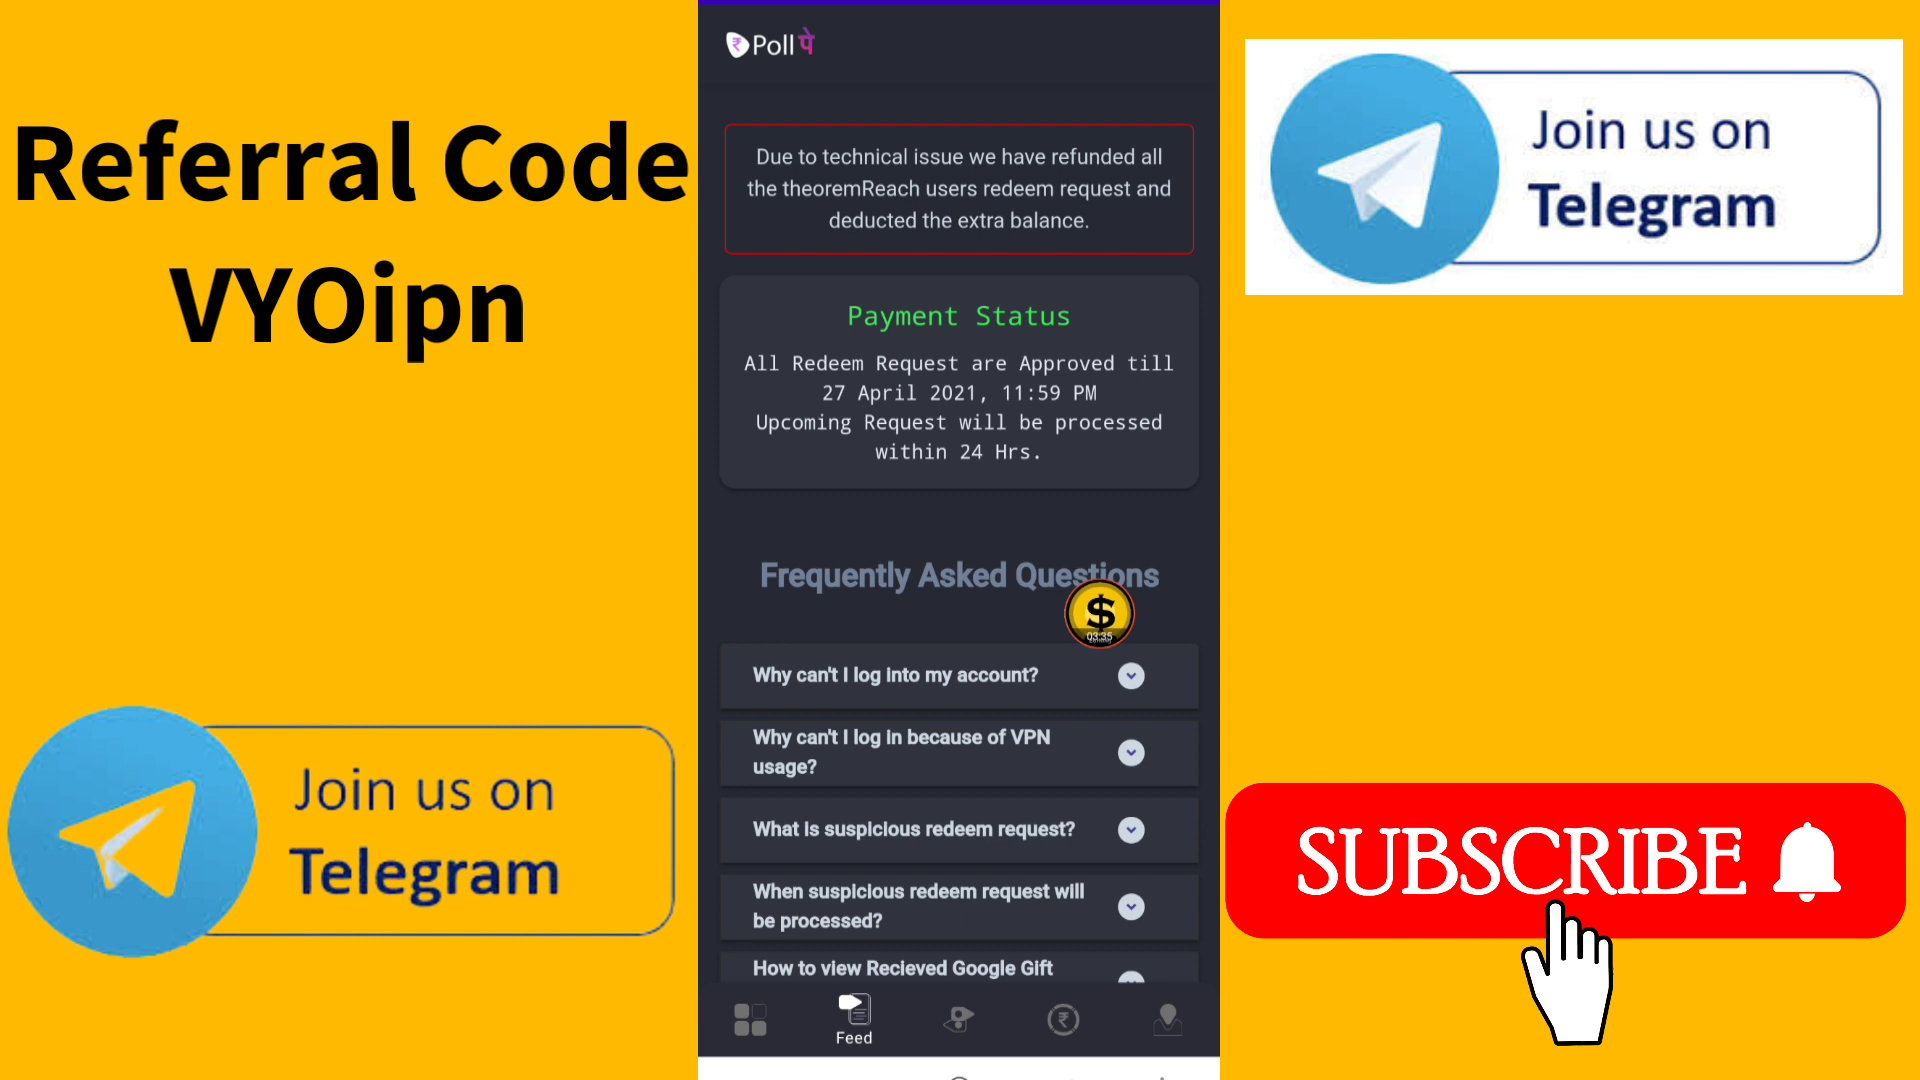 Referral Code
VYOipn
Join us on
Telegram
₹ Poll पे
Due to technical issue we have refunded all
the theoremReach users redeem request and
deducted the extra balance.
Payment Status
All Redeem Request are Approved till
27 April 2021, 11:59 PM
Upcoming Request will be processed
within 24 Hrs.
Frequently Asked Questions
$
03:35
Why can't I log into my account?
Why can't I log in because of VPN
usage?
What is suspicious redeem request?
When suspicious redeem request will
be processed?
How to view Recieved Google Gift
₹
Feed
Join us on
Telegram
SUBSCRIBE